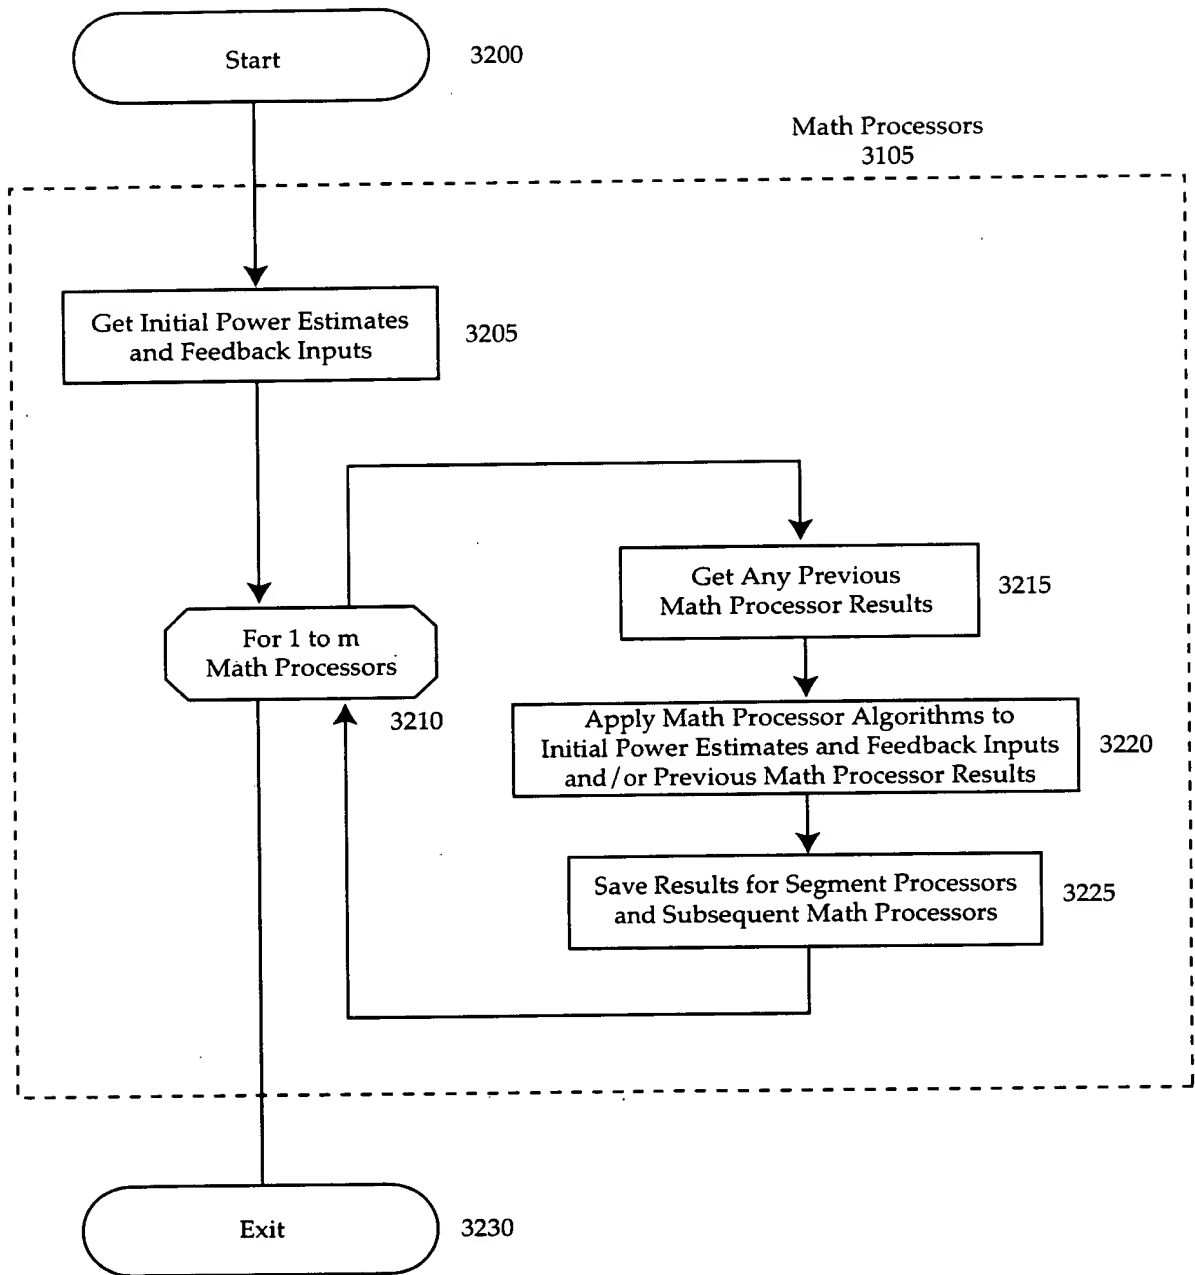 Start
3200
Math Processors
3105
Get Initial Power Estimates
and Feedback Inputs
3205
For 1 to m
Math Processors
3210
Get Any Previous
Math Processor Results
3215
Apply Math Processor Algorithms to
Initial Power Estimates and Feedback Inputs
and/or Previous Math Processor Results
3220
Save Results for Segment Processors
and Subsequent Math Processors
3225
Exit
3230